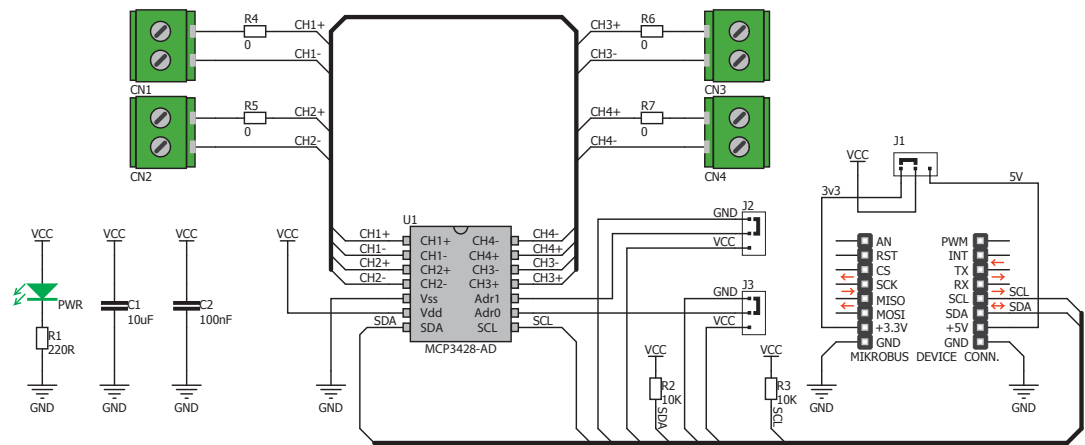 R4
CH1+
0
CH1-
CN1
R5
CH2+
0
CH2-
CN2
CH3+
R6
0
CH3-
CN3
CH4+
R7
0
CH4-
CN4
J1
VCC
3v3
5V
VCC
PWR
R1
220R
GND
VCC
C1
10uF
GND
VCC
C2
100nF
GND
VCC
U1
CH1+
CH1-
CH2+
CH2-
SDA
CH1+
CH1-
CH2+
CH2-
Vss
Vdd
SDA
CH4-
CH4+
CH3-
CH3+
Adr1
Adr0
SCL
CH4-
CH4+
CH3-
CH3+
SCL
MCP3428-AD
GND
J2
GND
VCC
J3
GND
VCC
VCC
R2
10K
SDA
VCC
R3
10K
SCL
AN
RST
CS
SCK
MISO
MOSI
+3.3V
GND
PWM
INT
TX
RX
SCL
SDA
+5V
GND
SCL
SDA
MIKROBUS DEVICE CONN.
GND
GND